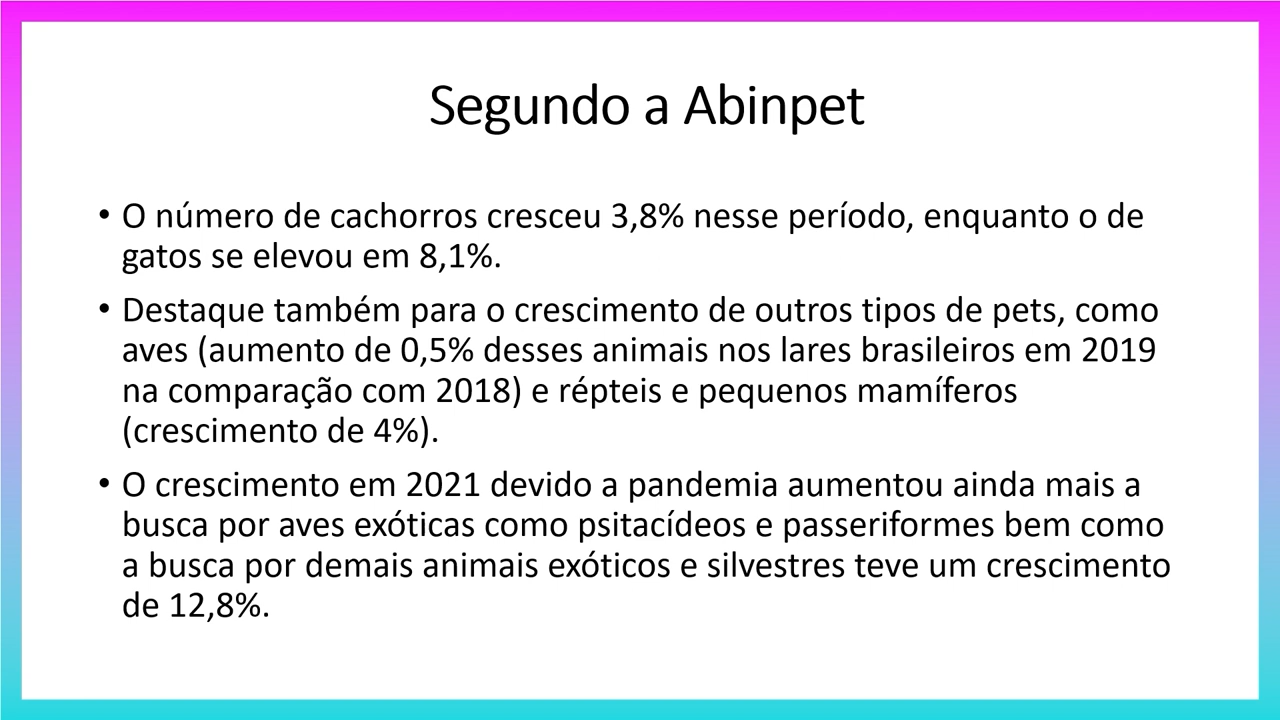 Segundo a Abinpet
• O número de cachorros cresceu 3,8% nesse período, enquanto o de
gatos se elevou em 8,1%.
• Destaque também para o crescimento de outros tipos de pets, como
aves (aumento de 0,5% desses animais nos lares brasileiros em 2019
na comparação com 2018) e répteis e pequenos mamíferos
(crescimento de 4%).
• O crescimento em 2021 devido a pandemia aumentou ainda mais a
busca por aves exóticas como psitacídeos e passeriformes bem como
a busca por demais animais exóticos e silvestres teve um crescimento
de 12,8%.